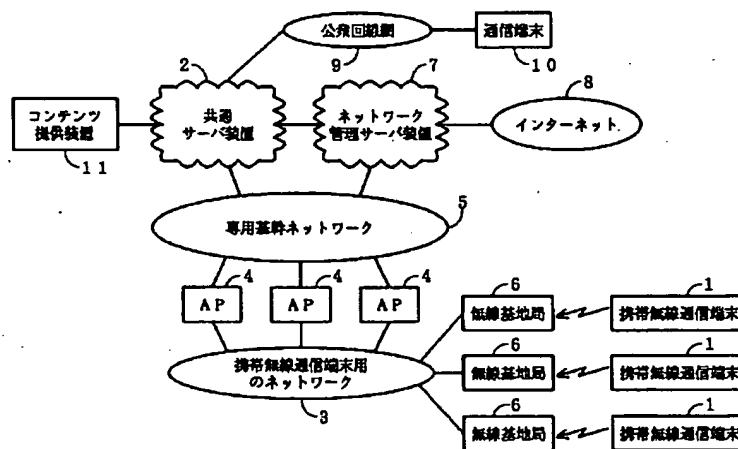 公衆回線網
通信端末
2
9
7
10
8
コンテンツ
提供装置
共通
サーバ装置
ネットワーク
管理サーバ装置
インターネット
11
5
専用基幹ネットワーク
4
4
4
AP
AP
AP
6
1
無線基地局
携帯無線通信端末
6
1
無線基地局
携帯無線通信端末
携帯無線通信端末用
のネットワーク
3
6
1
無線基地局
携帯無線通信端末